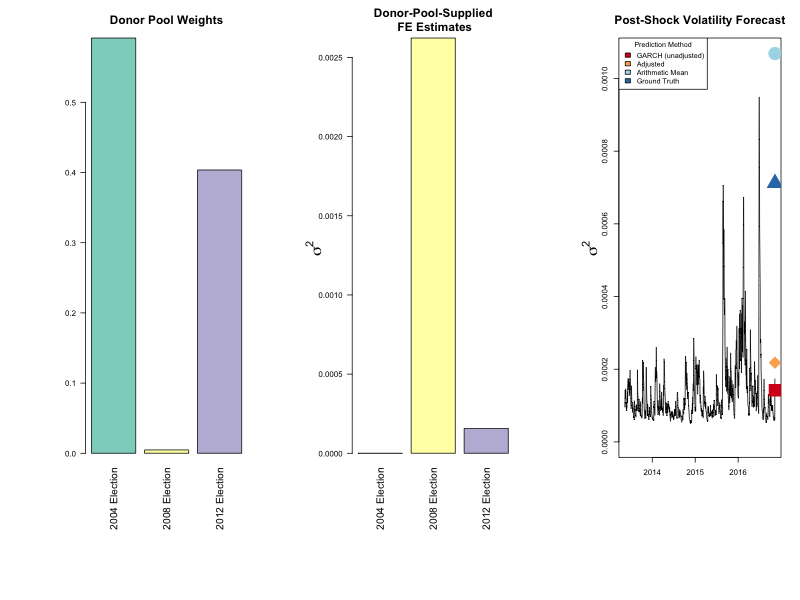 Donor Pool Weights
0.5
0.4
0.3
0.2
0.1
0.0
2004 Election
2008 Election
2012 Election
Donor-Pool-Supplied
FE Estimates
σ²
0.0025
0.0020
0.0015
0.0010
0.0005
0.0000
2004 Election
2008 Election
2012 Election
Post-Shock Volatility Forecast
σ²
Prediction Method
GARCH (unadjusted)
Adjusted
Arithmetic Mean
Ground Truth
0.0010
0.0008
0.0006
0.0004
0.0002
0.0000
2014
2015
2016